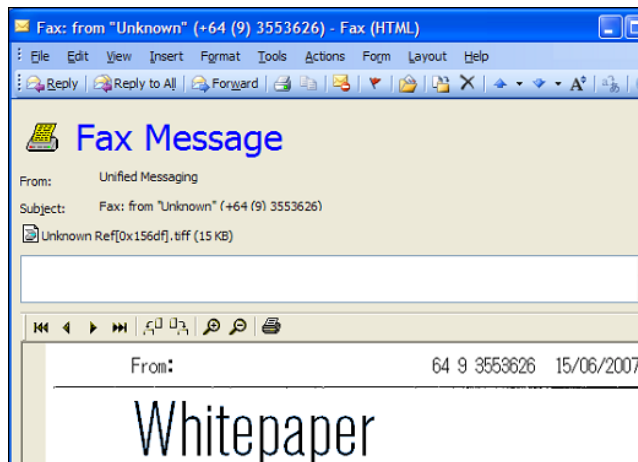 Fax: from "Unknown" (+64 (9) 3553626) - Fax (HTML)
File Edit View Insert Format Tools Actions Form Layout Help
Reply Reply to All Forward
Fax Message
From: Unified Messaging
Subject: Fax: from "Unknown" (+64 (9) 3553626)
Unknown Ref[0x156df].tiff (15 KB)
From: 64 9 3553626 15/06/2007
Whitepaper